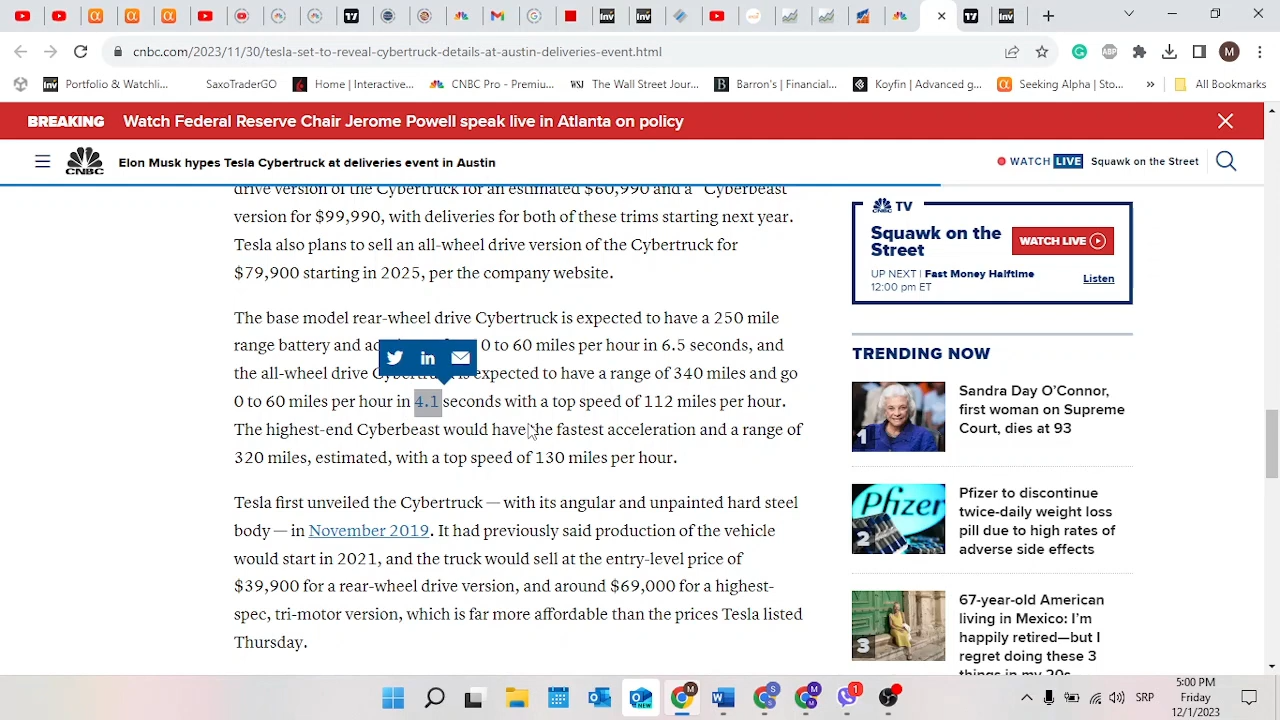 cnbc.com/2023/11/30/tesla-set-to-reveal-cybertruck-details-at-austin-deliveries-event.html
M
Portfolio & Watchli...
SaxoTraderGO
Home | Interactive...
CNBC Pro - Premiu...
The Wall Street Jour...
Barron's | Financial...
Koyfin | Advanced g...
Seeking Alpha | Sto...
»
All Bookmarks
BREAKING Watch Federal Reserve Chair Jerome Powell speak live in Atlanta on policy
CNBC
Elon Musk hypes Tesla Cybertruck at deliveries event in Austin
WATCH LIVE Squawk on the Street
drive version of the Cybertruck for an estimated $60,990 and a "Cyberbeast"
version for $99,990, with deliveries for both of these trims starting next year.
Tesla also plans to sell an all-wheel drive version of the Cybertruck for
$79,900 starting in 2025, per the company website.
The base model rear-wheel drive Cybertruck is expected to have a 250 mile
range battery and 0 to 60 miles per hour in 6.5 seconds, and
the all-wheel drive expected to have a range of 340 miles and go
0 to 60 miles per hour in 4.1 seconds with a top speed of 112 miles per hour.
The highest-end Cyberbeast would have the fastest acceleration and a range of
320 miles, estimated, with a top speed of 130 miles per hour.
Tesla first unveiled the Cybertruck — with its angular and unpainted hard steel
body — in November 2019. It had previously said production of the vehicle
would start in 2021, and the truck would sell at the entry-level price of
$39,900 for a rear-wheel drive version, and around $69,000 for a highest-
spec, tri-motor version, which is far more affordable than the prices Tesla listed
Thursday.
CNBC TV
Squawk on the
Street
WATCH LIVE
UP NEXT | Fast Money Halftime
12:00 pm ET
Listen
TRENDING NOW
1
Sandra Day O'Connor,
first woman on Supreme
Court, dies at 93
Pfizer
2
Pfizer to discontinue
twice-daily weight loss
pill due to high rates of
adverse side effects
3
67-year-old American
living in Mexico: I'm
happily retired—but I
regret doing these 3
things in my 20s
SRP
5:00 PM
Friday
12/1/2023